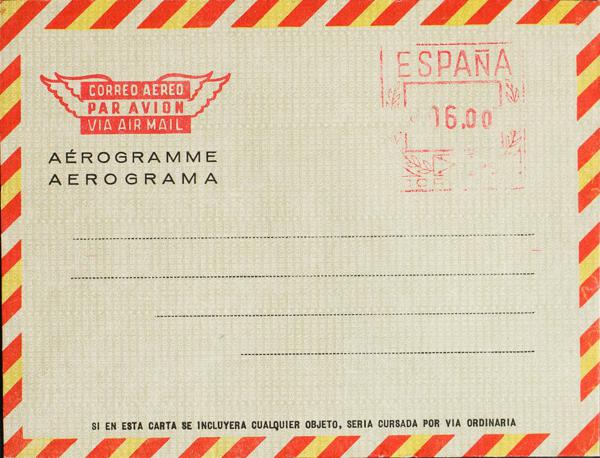 CORREO AEREO
PAR AVION
VIA AIR MAIL
AÉROGRAMME
AEROGRAMA
ESPAÑA
06.00
SI EN ESTA CARTA SE INCLUYERA CUALQUIER OBJETO, SERIA CURSADA POR VIA ORDINARIA